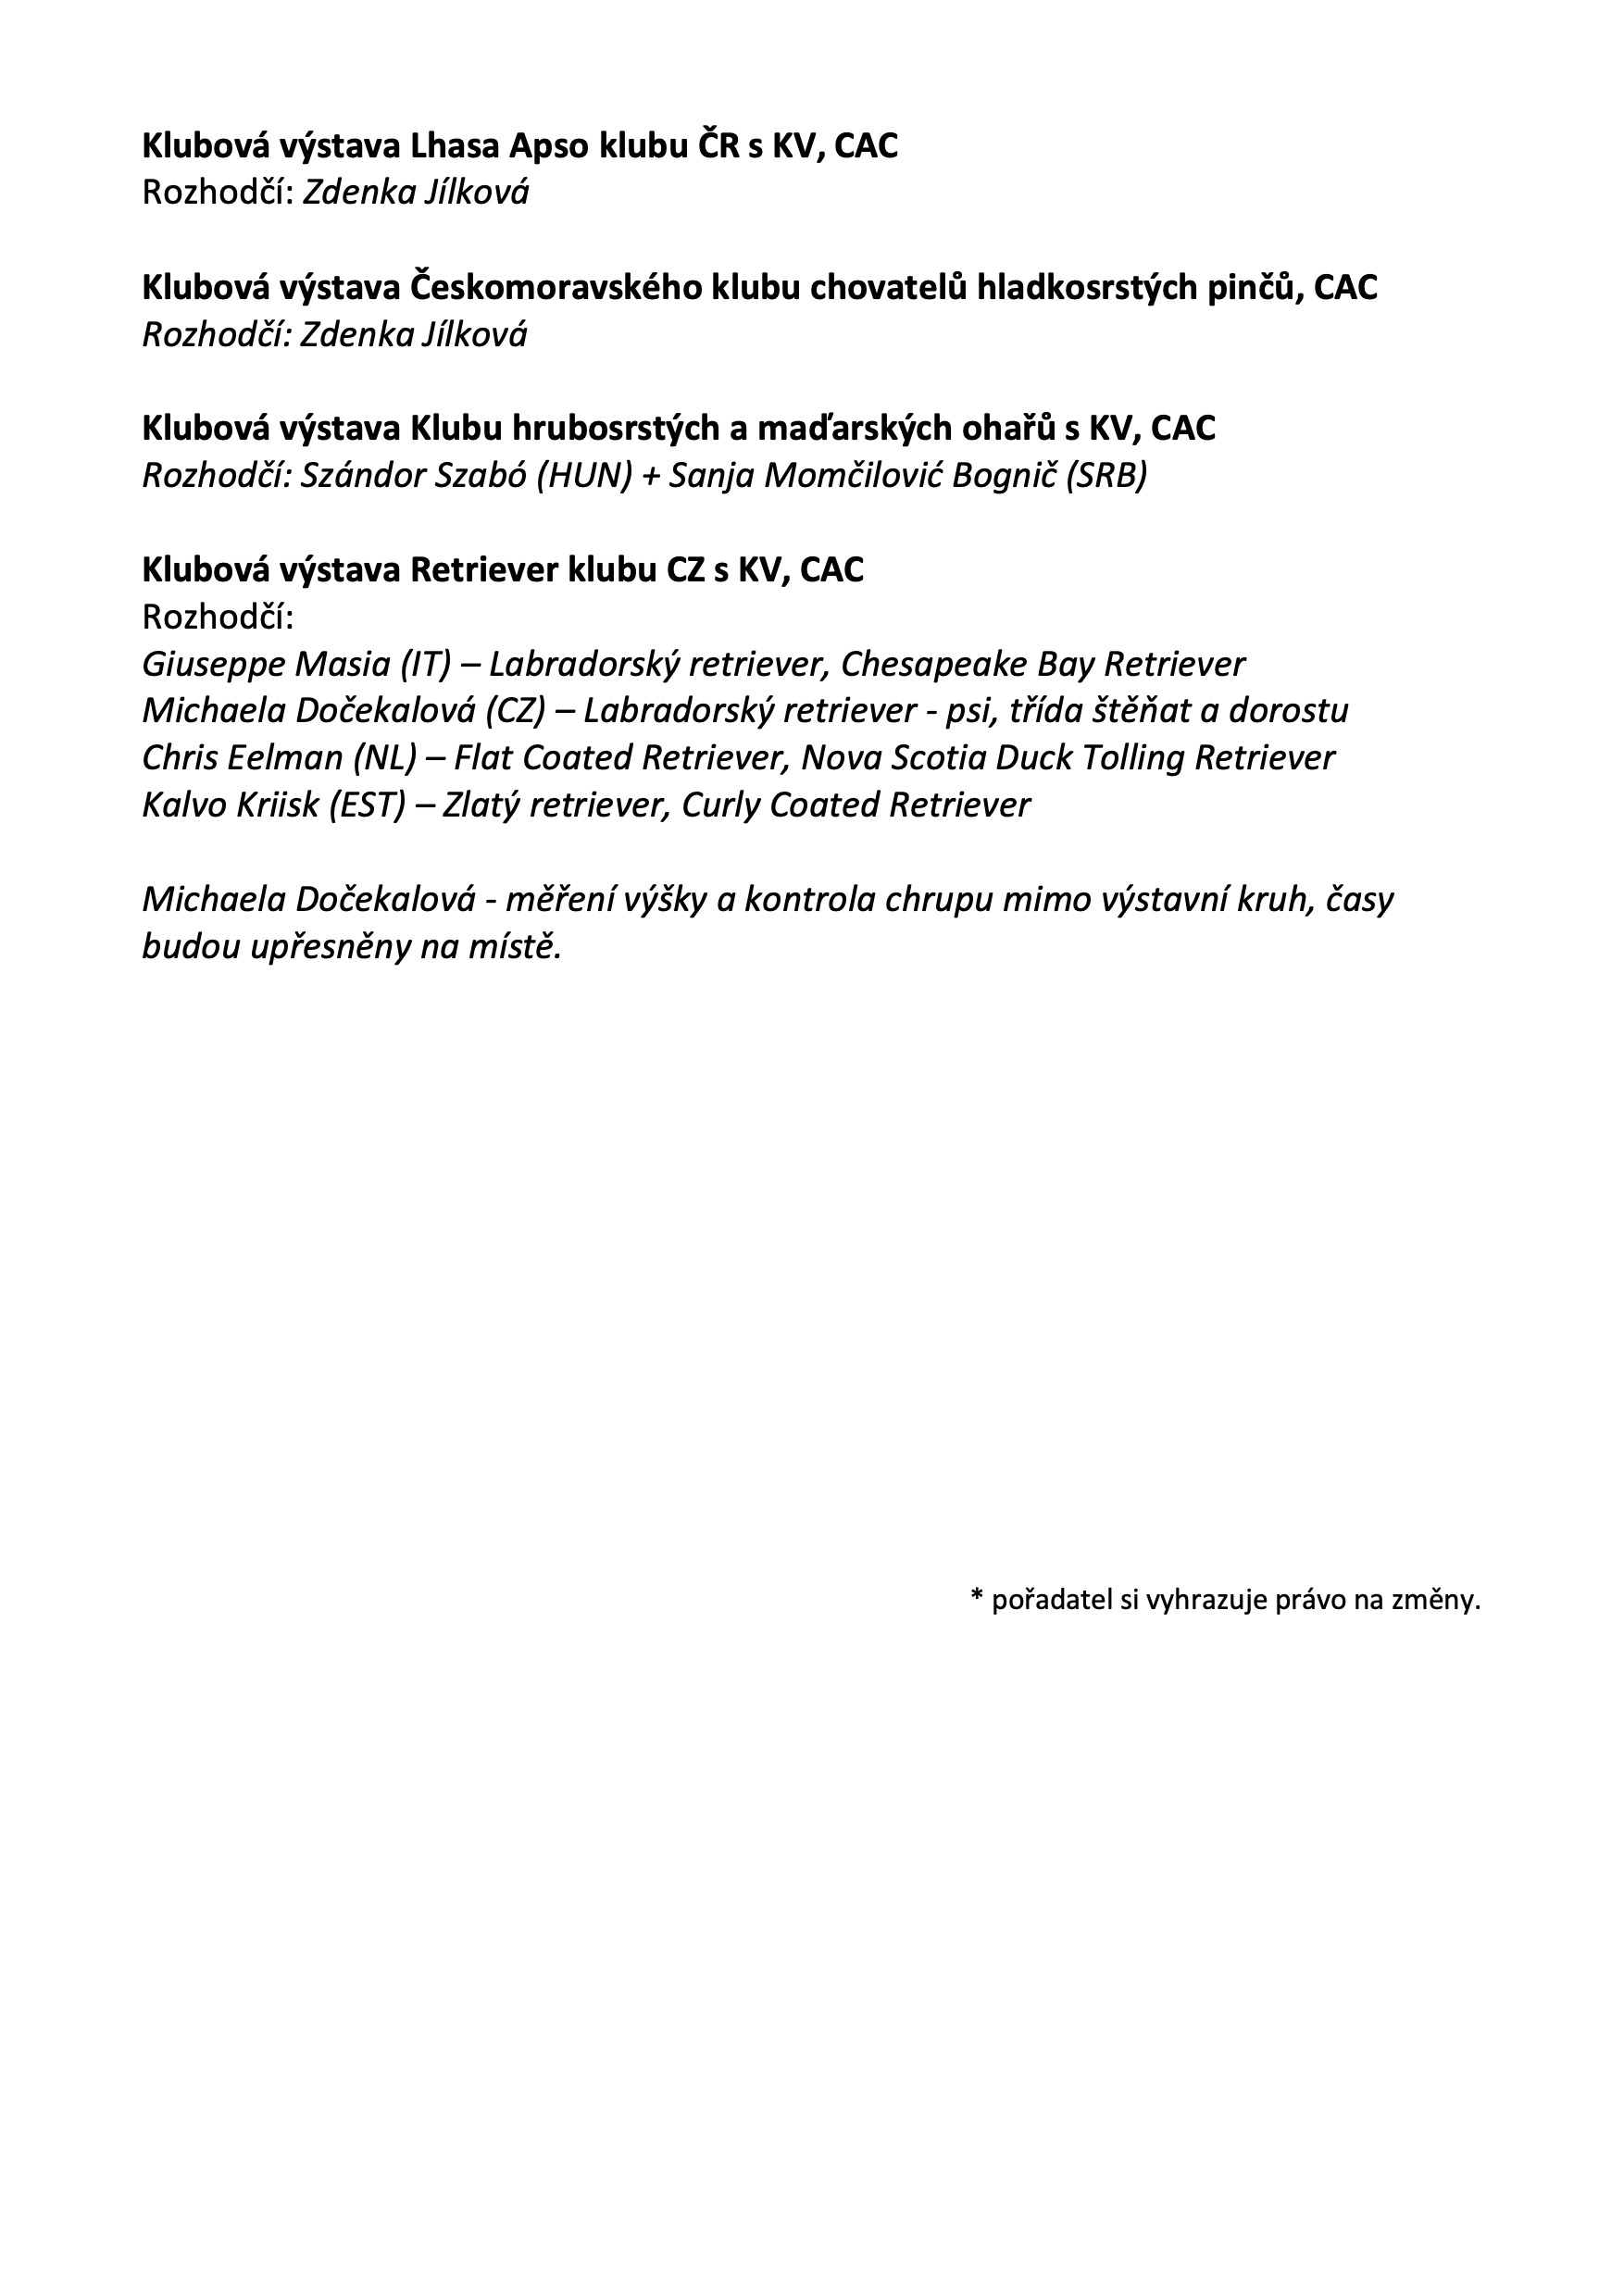 Klubová výstava Lhasa Apso klubu ČR s KV, CAC
Rozhodčí: Zdenka Jílková
Klubová výstava Českomoravského klubu chovatelů hladkosrstých pinčů, CAC
Rozhodčí: Zdenka Jílková
Klubová výstava Klubu hrubosrstých a maďarských ohařů s KV, CAC
Rozhodčí: Szándor Szabó (HUN) + Sanja Momčilović Bognič (SRB)
Klubová výstava Retriever klubu CZ s KV, CAC
Rozhodčí:
Giuseppe Masia (IT) – Labradorský retriever, Chesapeake Bay Retriever
Michaela Dočekalová (CZ) – Labradorský retriever - psi, třída štěňat a dorostu
Chris Eelman (NL) – Flat Coated Retriever, Nova Scotia Duck Tolling Retriever
Kalvo Kriisk (EST) – Zlatý retriever, Curly Coated Retriever
Michaela Dočekalová - měření výšky a kontrola chrupu mimo výstavní kruh, časy
budou upřesněny na místě.
* pořadatel si vyhrazuje právo na změny.